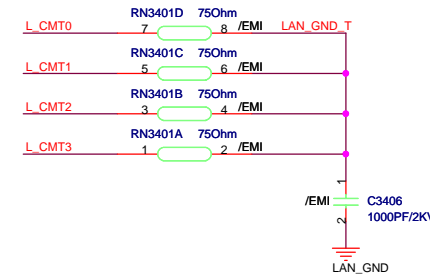 RN3401D 75Ohm
L_CMT0 7 8 /EMI LAN_GND_T
RN3401C 75Ohm
L_CMT1 5 6 /EMI
RN3401B 75Ohm
L_CMT2 3 4 /EMI
RN3401A 75Ohm
L_CMT3 1 2 /EMI
1
/EMI C3406
2 1000PF/2KV
LAN_GND